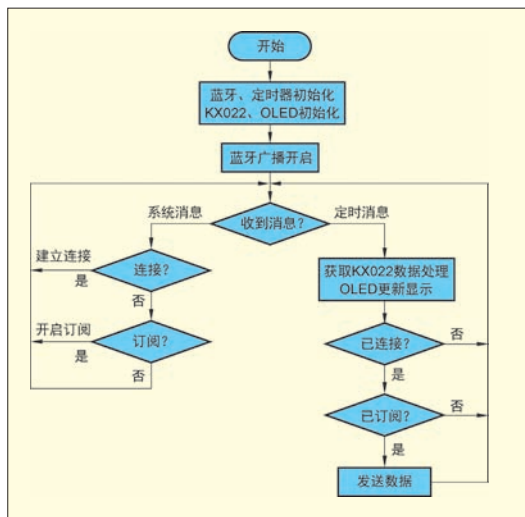 开始
蓝牙、定时器初始化
KX022、OLED初始化
蓝牙广播开启
系统消息
收到消息?
定时消息
建立连接
是
连接?
否
开启订阅
是
订阅?
否
获取KX022数据处理
OLED更新显示
已连接?
否
是
已订阅?
否
是
发送数据